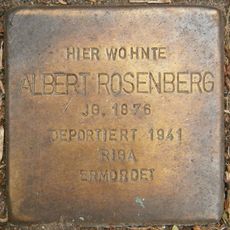 HIER WOHNTE
ALBERT ROSENBERG
JG. 1876
DEPORTIERT 1941
RIGA
ERMORDET